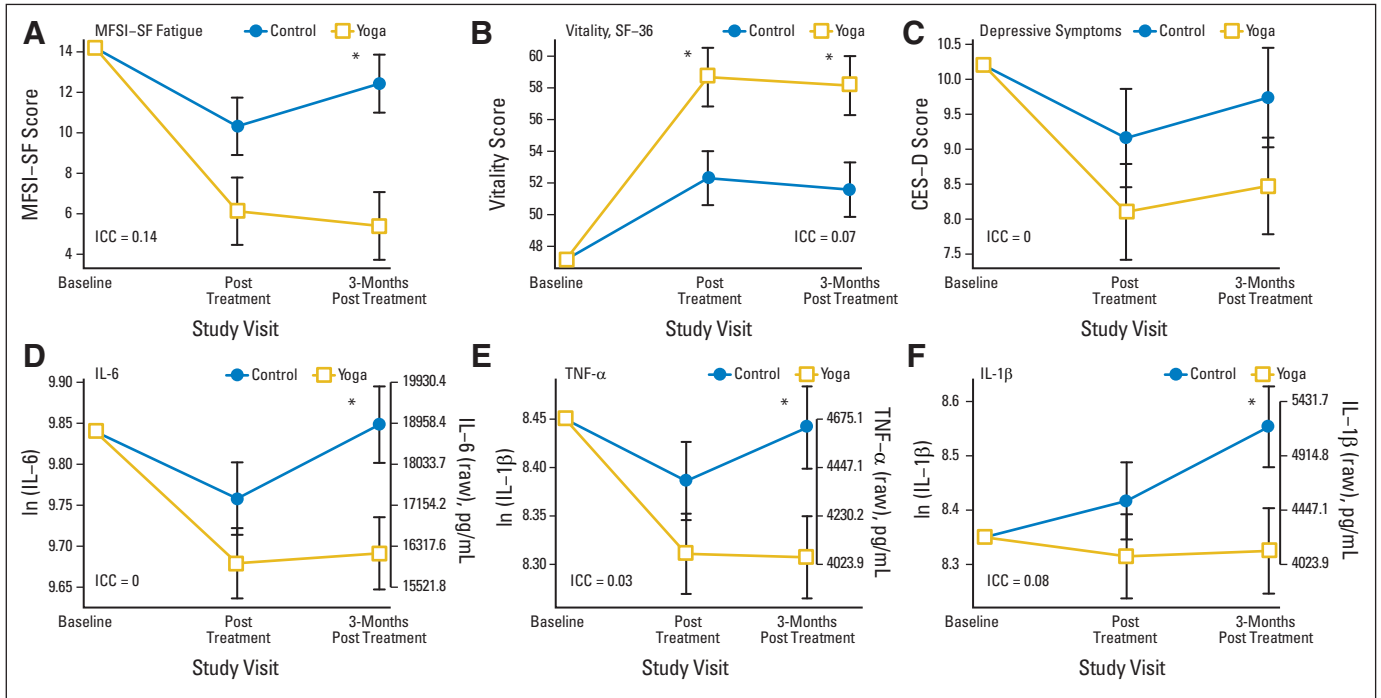 A
MFSI–SF Fatigue
Control
Yoga
MFSI–SF Score
14
12
10
8
6
4
*
ICC = 0.14
Baseline
Post
Treatment
3-Months
Post Treatment
Study Visit
B
Vitality, SF–36
Control
Yoga
Vitality Score
60
58
56
54
52
50
48
*
*
ICC = 0.07
Baseline
Post
Treatment
3-Months
Post Treatment
Study Visit
C
Depressive Symptoms
Control
Yoga
CES–D Score
10.5
10.0
9.5
9.0
8.5
8.0
7.5
ICC = 0
Baseline
Post
Treatment
3-Months
Post Treatment
Study Visit
D
IL-6
Control
Yoga
ln (IL–6)
9.90
9.85
9.80
9.75
9.70
9.65
*
19930.4
18958.4
18033.7
17154.2
16317.6
15521.8
IL–6 (raw), pg/mL
ICC = 0
Baseline
Post
Treatment
3-Months
Post Treatment
Study Visit
E
TNF-α
Control
Yoga
ln (IL–1β)
8.45
8.40
8.35
8.30
*
4675.1
4447.1
4230.2
4023.9
TNF–α (raw), pg/mL
ICC = 0.03
Baseline
Post
Treatment
3-Months
Post Treatment
Study Visit
F
IL-1β
Control
Yoga
ln (IL–1β)
8.6
8.5
8.4
8.3
*
5431.7
4914.8
4447.1
4023.9
IL–1β (raw), pg/mL
ICC = 0.08
Baseline
Post
Treatment
3-Months
Post Treatment
Study Visit